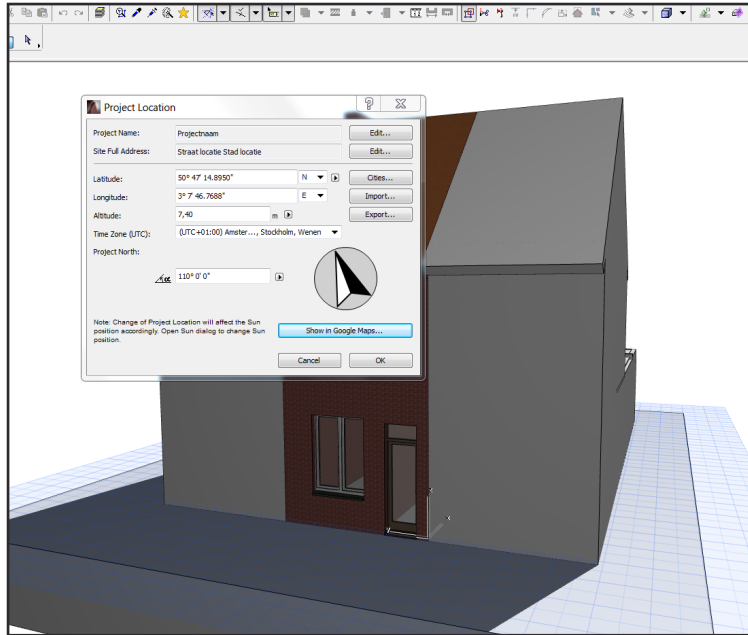 Project Location
Project Name: Projectnaam Edit...
Site Full Address: Straat locatie Stad locatie Edit...
Latitude: 50° 47' 14.8950" N Cities...
Longitude: 3° 7' 46.7688" E Import...
Altitude: 7,40 m Export...
Time Zone (UTC): (UTC+01:00) Amster..., Stockholm, Wenen
Project North:
110° 0' 0"
Note: Change of Project Location will affect the Sun
position accordingly. Open Sun dialog to change Sun
position.
Show in Google Maps...
Cancel OK